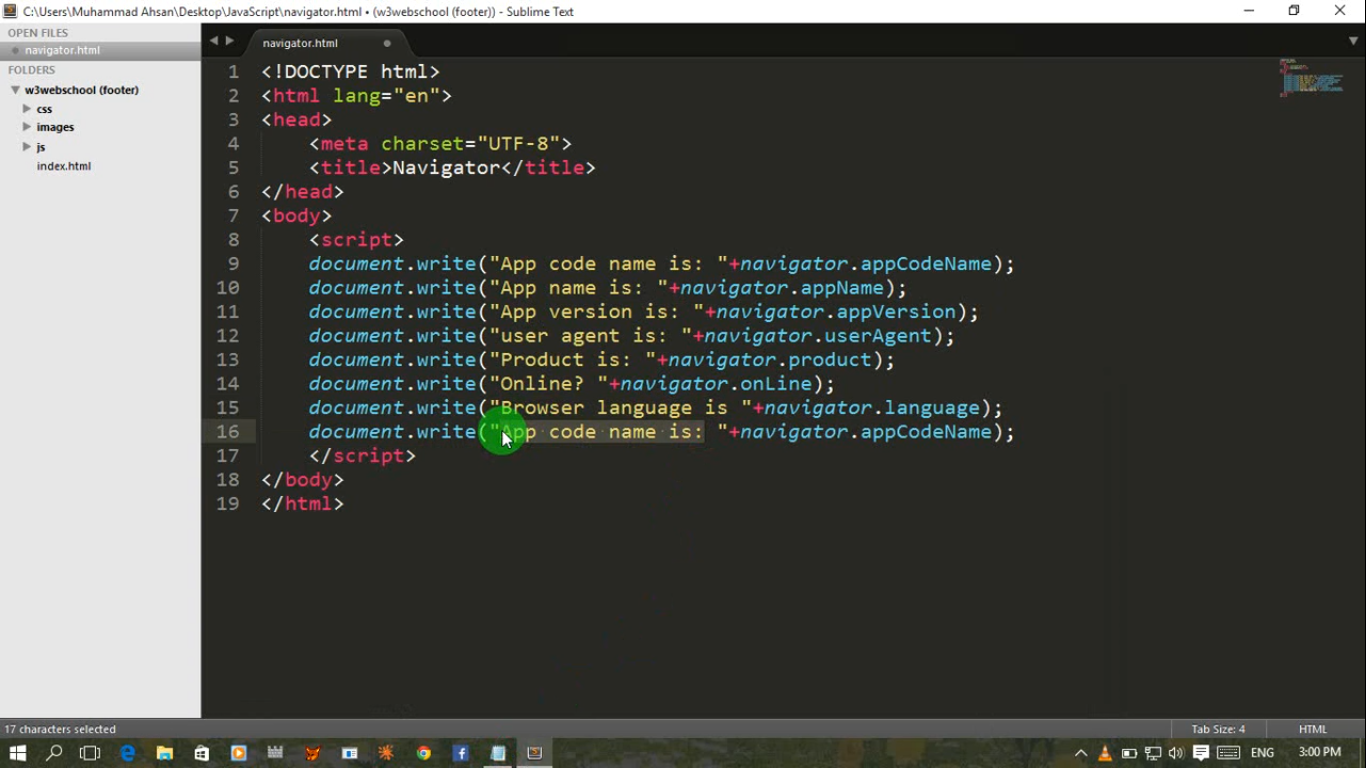 C:\Users\Muhammad Ahsan\Desktop\JavaScript\navigator.html • (w3webschool (footer)) - Sublime Text
OPEN FILES
navigator.html
FOLDERS
w3webschool (footer)
css
images
js
index.html
navigator.html
1 <!DOCTYPE html>
2 <html lang="en">
3 <head>
4 <meta charset="UTF-8">
5 <title>Navigator</title>
6 </head>
7 <body>
8 <script>
9 document.write("App code name is: "+navigator.appCodeName);
10 document.write("App name is: "+navigator.appName);
11 document.write("App version is: "+navigator.appVersion);
12 document.write("user agent is: "+navigator.userAgent);
13 document.write("Product is: "+navigator.product);
14 document.write("Online? "+navigator.onLine);
15 document.write("Browser language is "+navigator.language);
16 document.write("App code name is: "+navigator.appCodeName);
17 </script>
18 </body>
19 </html>
17 characters selected
Tab Size: 4
HTML
ENG
3:00 PM